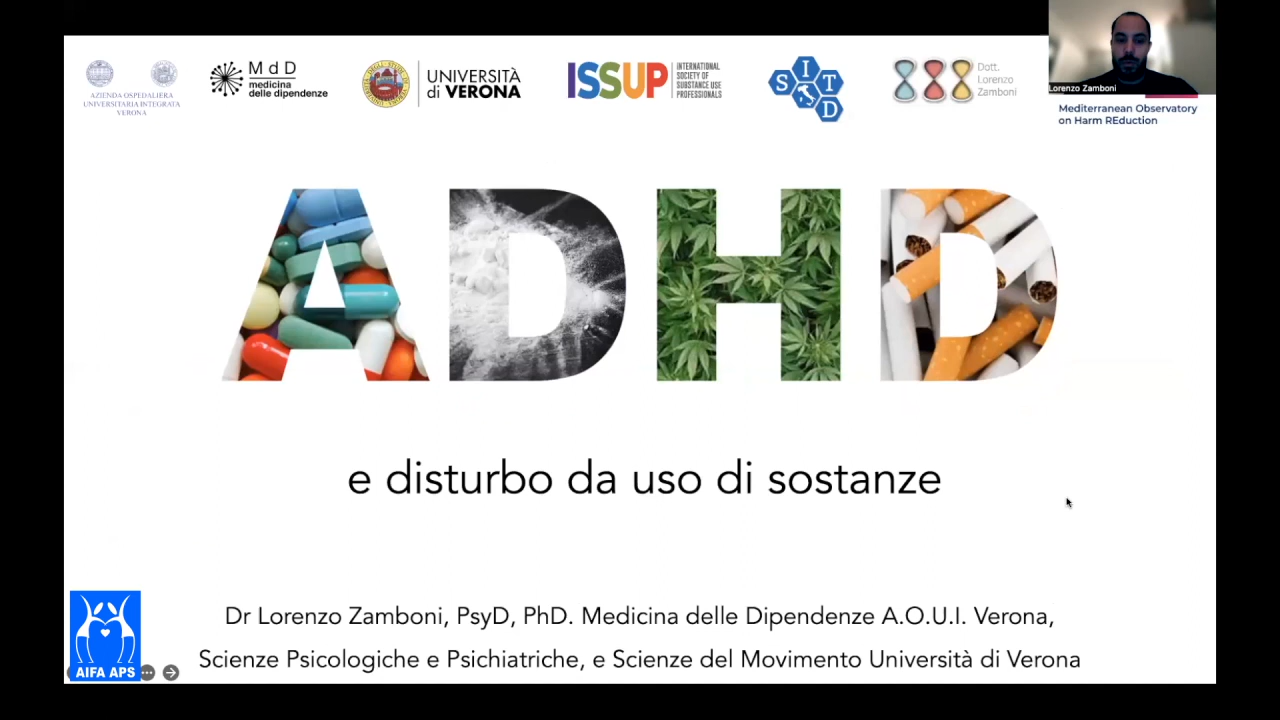 AZIENDA OSPEDALIERA
UNIVERSITARIA INTEGRATA
VERONA
MdD
medicina
delle dipendenze
UNIVERSITÀ
di VERONA
ISSUP
INTERNATIONAL
SOCIETY OF
SUBSTANCE USE
PROFESSIONALS
S I T D
Dott.
Lorenzo
Zamboni
Lorenzo Zamboni
Mediterranean Observatory
on Harm REduction
ADHD
e disturbo da uso di sostanze
Dr Lorenzo Zamboni, PsyD, PhD. Medicina delle Dipendenze A.O.U.I. Verona,
Scienze Psicologiche e Psichiatriche, e Scienze del Movimento Università di Verona
AIFA APS